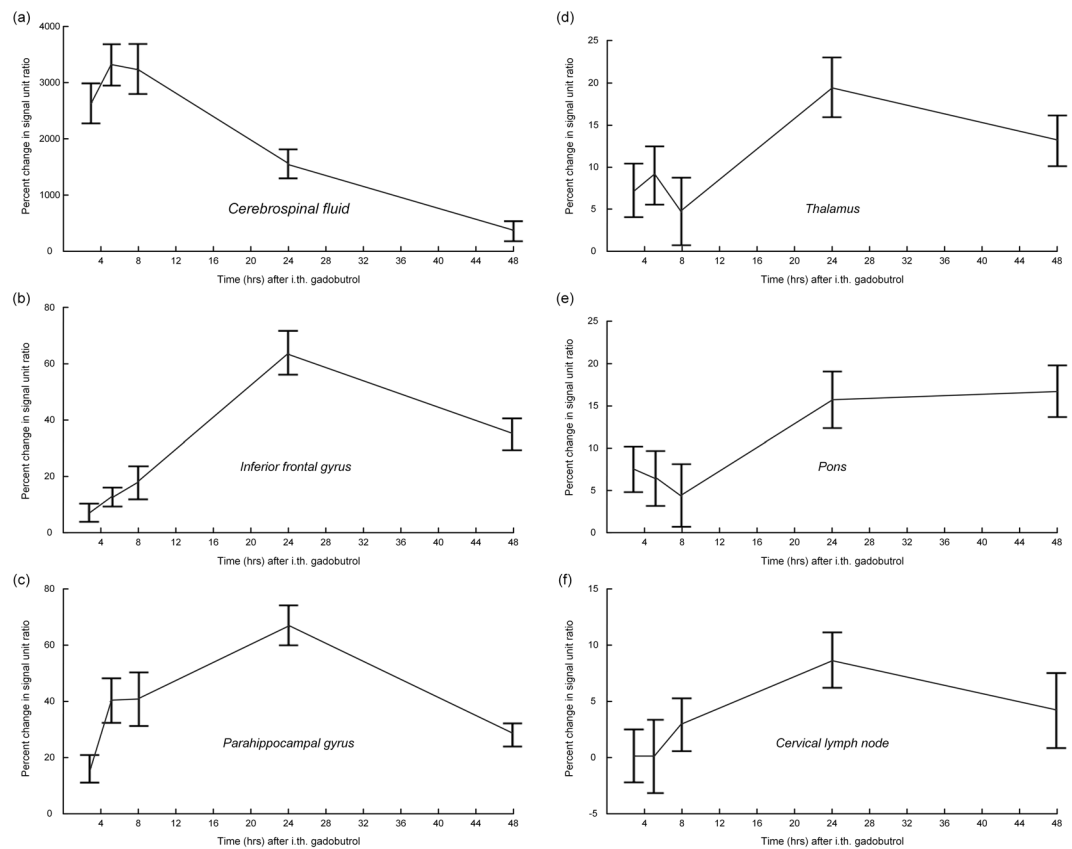 (a)
Percent change in signal unit ratio
4000
3000
2000
1000
0
Cerebrospinal fluid
4 8 12 16 20 24 28 32 36 40 44 48
Time (hrs) after i.th. gadobutrol
(b)
Percent change in signal unit ratio
80
60
40
20
0
Inferior frontal gyrus
4 8 12 16 20 24 28 32 36 40 44 48
Time (hrs) after i.th. gadobutrol
(c)
Percent change in signal unit ratio
80
60
40
20
0
Parahippocampal gyrus
4 8 12 16 20 24 28 32 36 40 44 48
Time (hrs) after i.th. gadobutrol
(d)
Percent change in signal unit ratio
25
20
15
10
5
0
Thalamus
4 8 12 16 20 24 28 32 36 40 44 48
Time (hrs) after i.th. gadobutrol
(e)
Percent change in signal unit ratio
25
20
15
10
5
0
Pons
4 8 12 16 20 24 28 32 36 40 44 48
Time (hrs) after i.th. gadobutrol
(f)
Percent change in signal unit ratio
15
10
5
0
-5
Cervical lymph node
4 8 12 16 20 24 28 32 36 40 44 48
Time (hrs) after i.th. gadobutrol